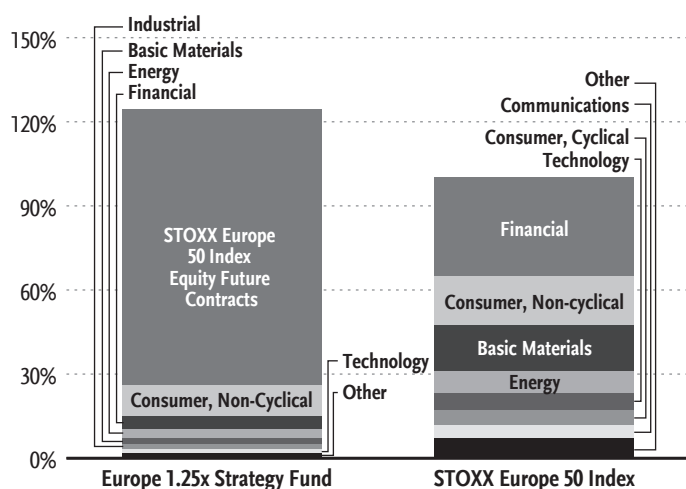 Industrial
150%
Basic Materials
Energy
Financial
Other
Communications
120%
Consumer, Cyclical
Technology
90%
STOXX Europe
50 Index
Equity Future
Contracts
Financial
60%
Consumer, Non-cyclical
Basic Materials
30%
Energy
Technology
Consumer, Non-Cyclical
Other
0%
Europe 1.25x Strategy Fund
STOXX Europe 50 Index